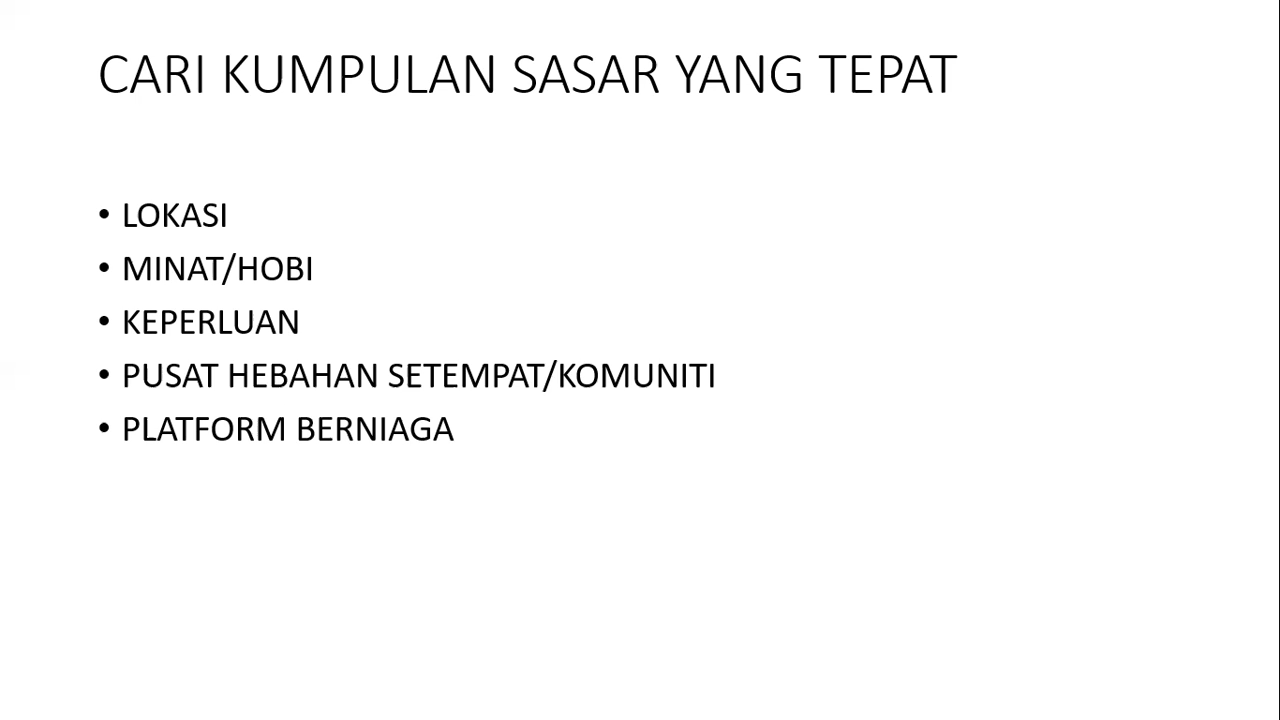 CARI KUMPULAN SASAR YANG TEPAT
• LOKASI
• MINAT/HOBI
• KEPERLUAN
• PUSAT HEBAHAN SETEMPAT/KOMUNITI
• PLATFORM BERNIAGA